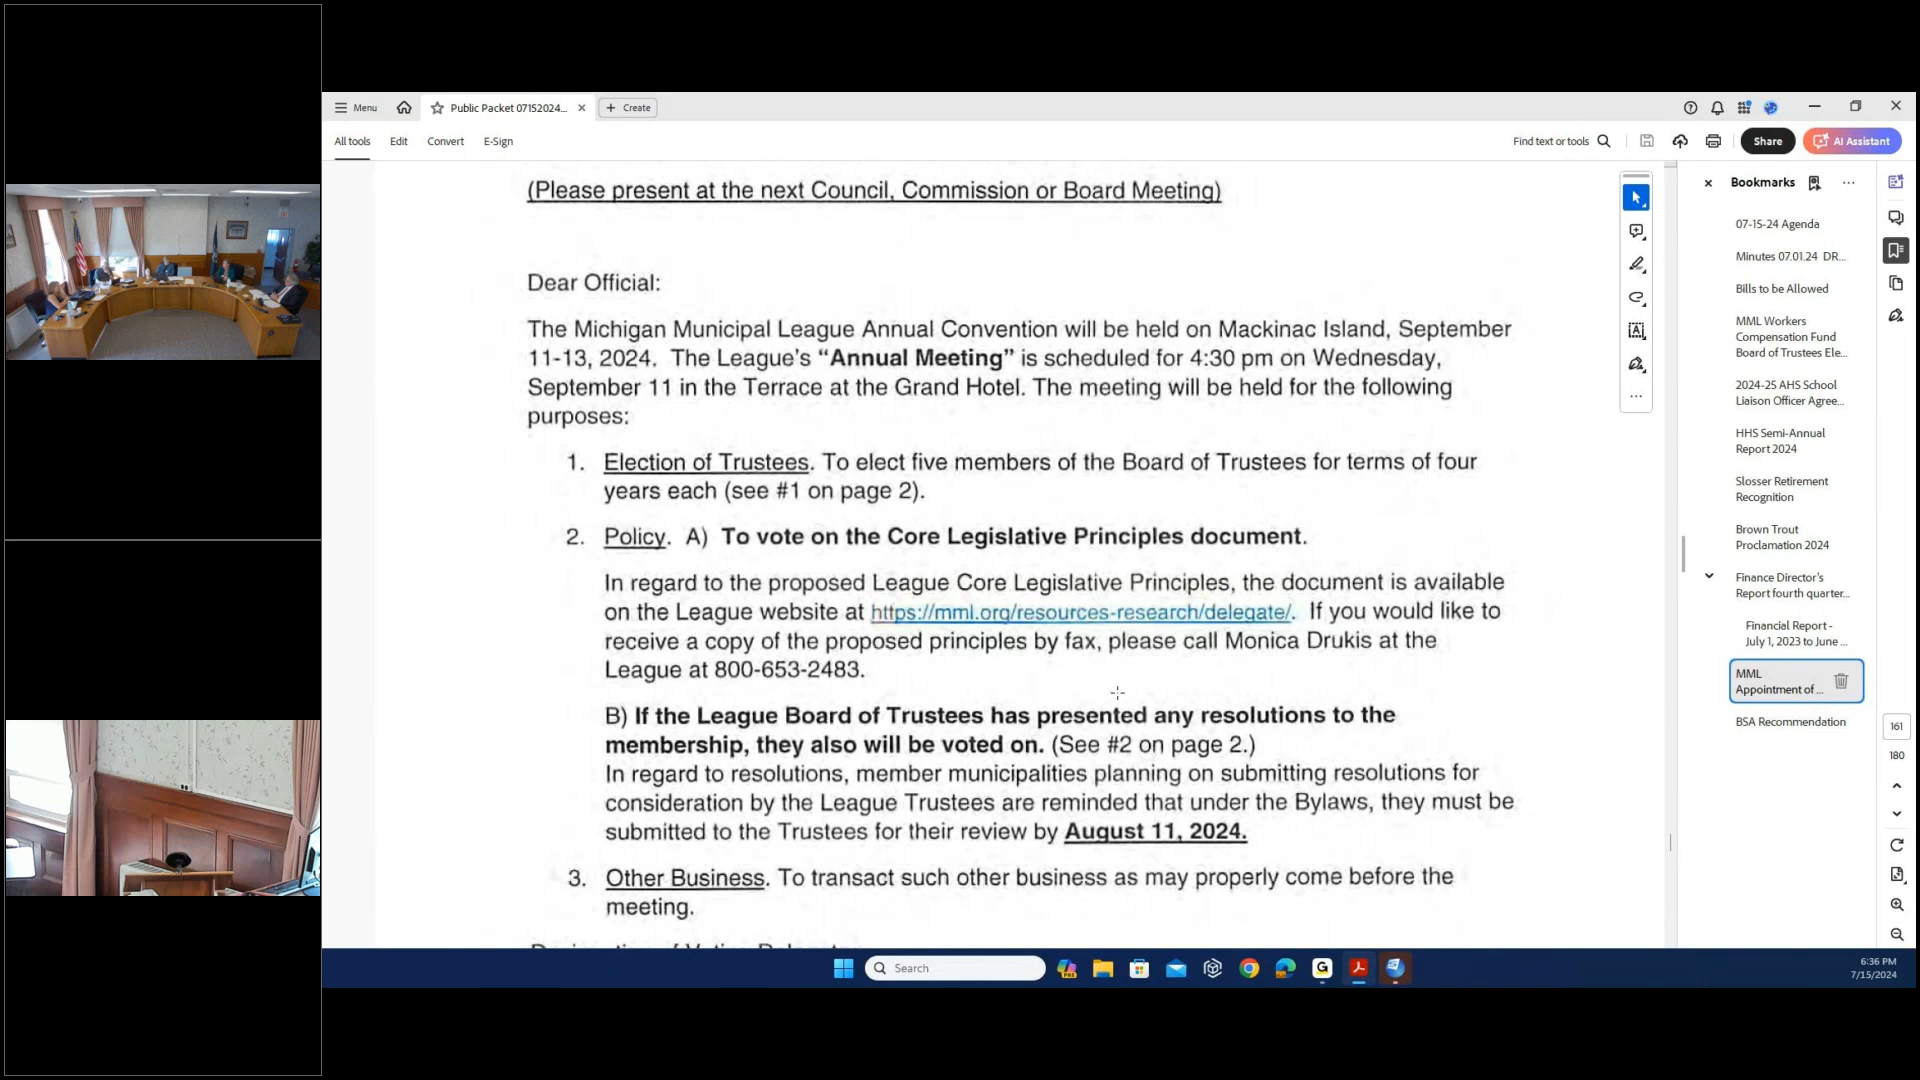 Menu
Public Packet 07152024...
Create
All tools
Edit
Convert
E-Sign
Find text or tools
Share
AI Assistant
(Please present at the next Council, Commission or Board Meeting)
Dear Official:
The Michigan Municipal League Annual Convention will be held on Mackinac Island, September
11-13, 2024. The League's “Annual Meeting” is scheduled for 4:30 pm on Wednesday,
September 11 in the Terrace at the Grand Hotel. The meeting will be held for the following
purposes:
1. Election of Trustees. To elect five members of the Board of Trustees for terms of four
years each (see #1 on page 2).
2. Policy. A) To vote on the Core Legislative Principles document.
In regard to the proposed League Core Legislative Principles, the document is available
on the League website at https://mml.org/resources-research/delegate/. If you would like to
receive a copy of the proposed principles by fax, please call Monica Drukis at the
League at 800-653-2483.
B) If the League Board of Trustees has presented any resolutions to the
membership, they also will be voted on. (See #2 on page 2.)
In regard to resolutions, member municipalities planning on submitting resolutions for
consideration by the League Trustees are reminded that under the Bylaws, they must be
submitted to the Trustees for their review by August 11, 2024.
3. Other Business. To transact such other business as may properly come before the
meeting.
Bookmarks
07-15-24 Agenda
Minutes 07.01.24 DR...
Bills to be Allowed
MML Workers
Compensation Fund
Board of Trustees Ele...
2024-25 AHS School
Liaison Officer Agree...
HHS Semi-Annual
Report 2024
Slosser Retirement
Recognition
Brown Trout
Proclamation 2024
Finance Director's
Report fourth quarter...
Financial Report -
July 1, 2023 to June ...
MML
Appointment of ...
BSA Recommendation
161
180
Search
6:36 PM
7/15/2024